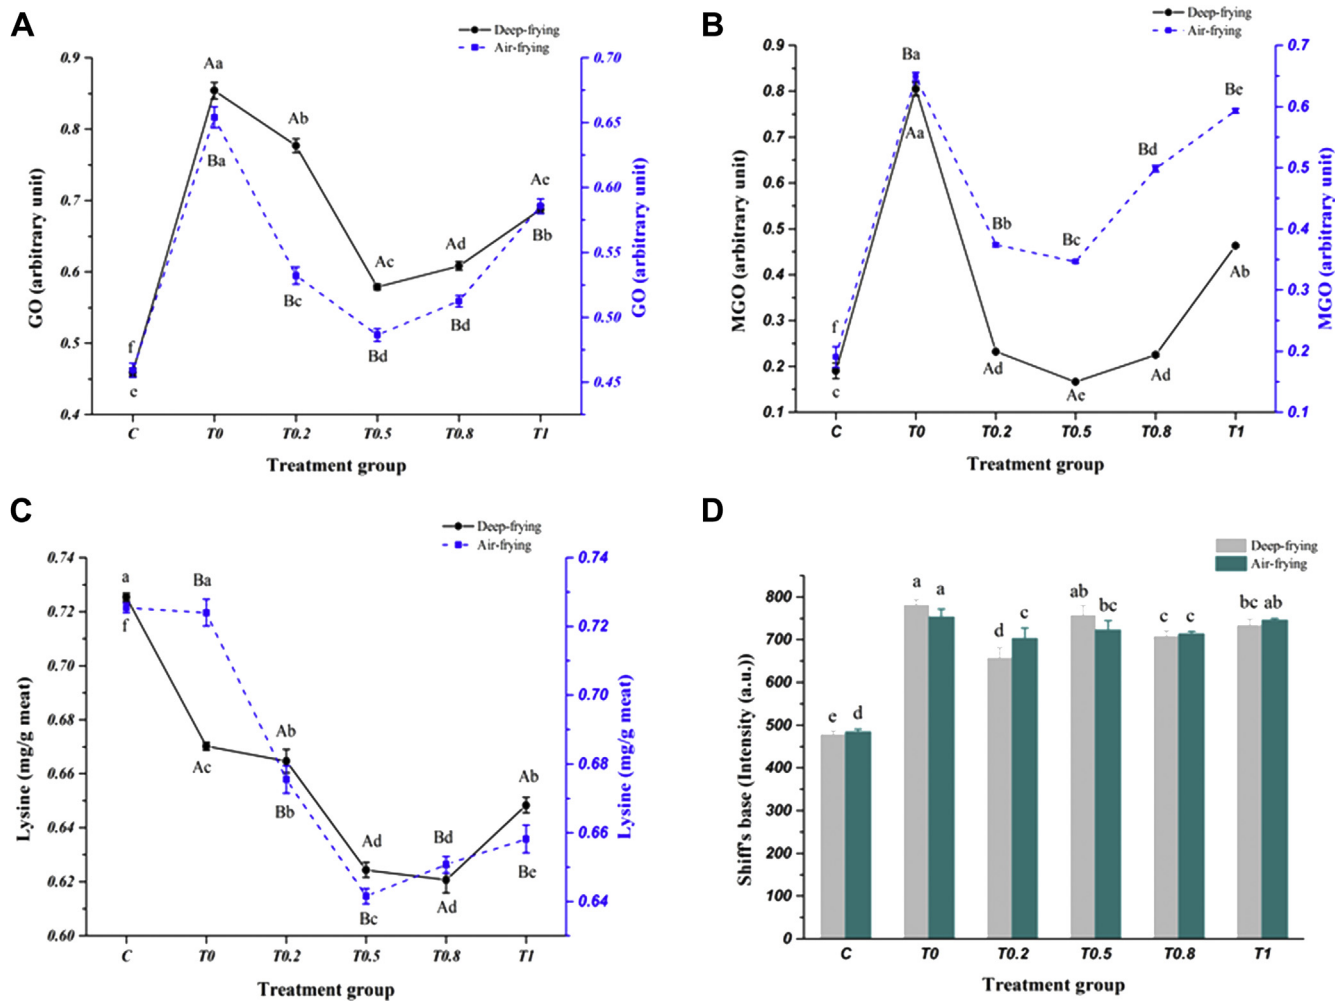 A
Deep-frying
Air-frying
0.9
0.8
0.7
0.6
0.5
0.4
GO (arbitrary unit)
0.70
0.65
0.60
0.55
0.50
0.45
GO (arbitrary unit)
Aa
Ab
Ac
Ac
Ad
Ba
Bb
Bc
Bd
Bd
f
e
C T0 T0.2 T0.5 T0.8 T1
Treatment group
B
Deep-frying
Air-frying
0.9
0.8
0.7
0.6
0.5
0.4
0.3
0.2
0.1
MGO (arbitrary unit)
0.7
0.6
0.5
0.4
0.3
0.2
0.1
MGO (arbitrary unit)
Ba
Aa
Be
Bd
Bb
Bc
Ab
f
c
Ad
Ae
Ad
C T0 T0.2 T0.5 T0.8 T1
Treatment group
C
Deep-frying
Air-frying
0.74
0.72
0.70
0.68
0.66
0.64
0.62
0.60
Lysine (mg/g meat)
0.74
0.72
0.70
0.68
0.66
0.64
Lysine (mg/g meat)
a
f
Ba
Ac
Ab
Bb
Ad
Bc
Bd
Ad
Ab
Be
C T0 T0.2 T0.5 T0.8 T1
Treatment group
D
Deep-frying
Air-frying
800
700
600
500
400
300
200
100
0
Shiff's base (Intensity (a.u.))
e d
a a
d c
ab bc
c c
bc ab
C T0 T0.2 T0.5 T0.8 T1
Treatment group